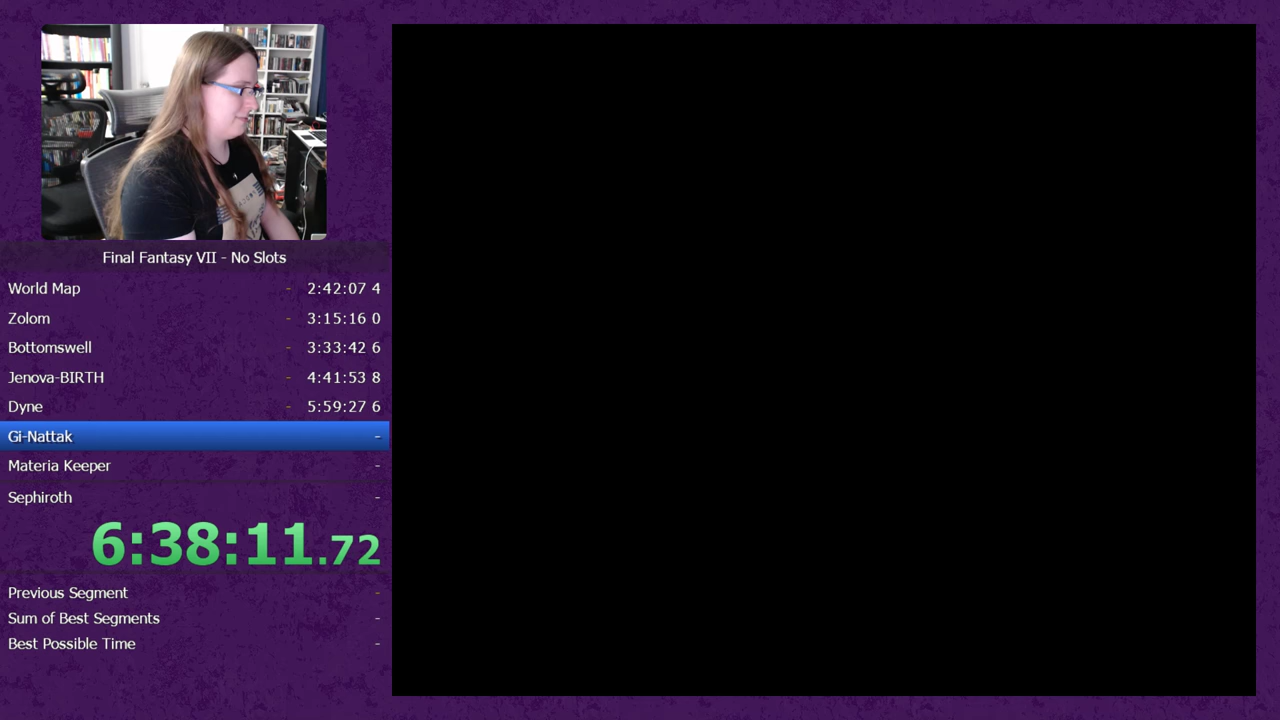 Final Fantasy VII - No Slots
World Map - 2:42:07 4
Zolom - 3:15:16 0
Bottomswell - 3:33:42 6
Jenova-BIRTH - 4:41:53 8
Dyne - 5:59:27 6
Gi-Nattak -
Materia Keeper -
Sephiroth -
6:38:11.72
Previous Segment -
Sum of Best Segments -
Best Possible Time -